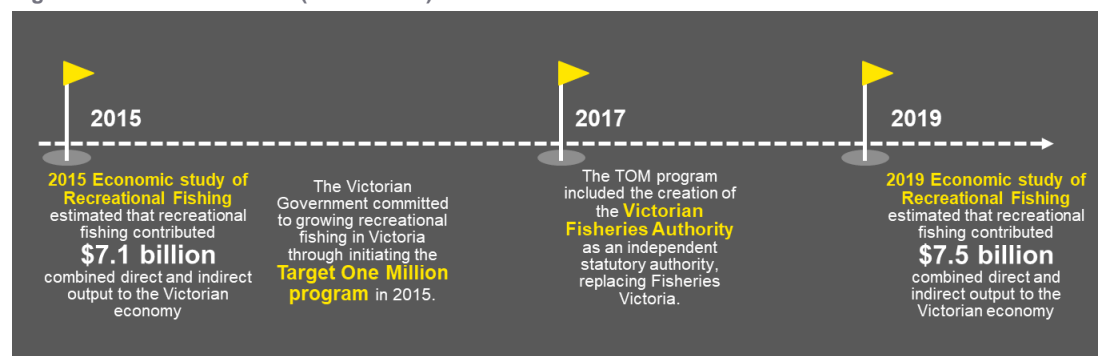 2015
2017
2019
2015 Economic study of
Recreational Fishing
estimated that recreational
fishing contributed
$7.1 billion
combined direct and indirect
output to the Victorian
economy
The Victorian
Government committed
to growing recreational
fishing in Victoria
through initiating the
Target One Million
program in 2015.
The TOM program
included the creation of
the Victorian
Fisheries Authority
as an independent
statutory authority,
replacing Fisheries
Victoria.
2019 Economic study of
Recreational Fishing
estimated that recreational
fishing contributed
$7.5 billion
combined direct and
indirect output to the
Victorian economy